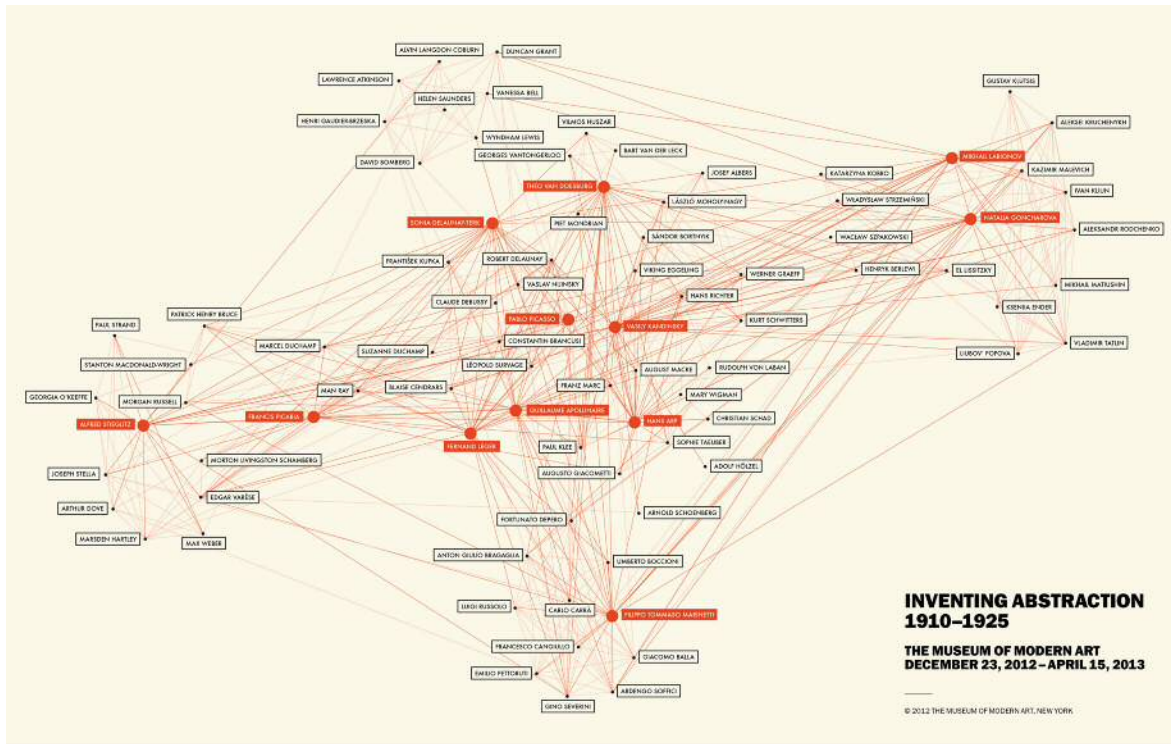 ALVIN LANGDON COBURN
DUNCAN GRANT
LAWRENCE ATKINSON
VANESSA BELL
HELEN SAUNDERS
GUSTAV KLUTSIS
HENRI GAUDIER-BRZESKA
VILMOS HUSZAR
ALEKSEI KRUCHENYKH
WYNDHAM LEWIS
BART VAN DER LECK
DAVID BOMBERG
GEORGES VANTONGERLOO
MIKHAIL LARIONOV
JOSEF ALBERS
KATARZYNA KOBRO
KAZIMIR MALEVICH
THEO VAN DOESBURG
IVAN KLIUN
LÁSZLÓ MOHOLY-NAGY
WŁADYSŁAW STRZEMIŃSKI
SONIA DELAUNAY-TERK
PIET MONDRIAN
NATALIA GONCHAROVA
ALEKSANDR RODCHENKO
SÁNDOR BORTNYIK
WACŁAW SZPAKOWSKI
FRANTIŠEK KUPKA
ROBERT DELAUNAY
VIKING EGGELING
WERNER GRAEFF
HENRYK BERLEWI
EL LISSITZKY
VASLAV NIJINSKY
MIKHAIL MATIUSHIN
CLAUDE DEBUSSY
HANS RICHTER
KSENIIA ENDER
PATRICK HENRY BRUCE
PABLO PICASSO
VASILY KANDINSKY
KURT SCHWITTERS
PAUL STRAND
MARCEL DUCHAMP
SUZANNE DUCHAMP
CONSTANTIN BRANCUSI
LIUBOV POPOVA
VLADIMIR TATLIN
STANTON MACDONALD-WRIGHT
LÉOPOLD SURVAGE
AUGUST MACKE
RUDOLPH VON LABAN
MAN RAY
BLAISE CENDRARS
FRANZ MARC
GEORGIA O'KEEFFE
MORGAN RUSSELL
MARY WIGMAN
ALFRED STIEGLITZ
FRANCIS PICABIA
GUILLAUME APOLLINAIRE
HANS ARP
CHRISTIAN SCHAD
FERNAND LÉGER
PAUL KLEE
SOPHIE TAEUBER
MORTON LIVINGSTON SCHAMBERG
JOSEPH STELLA
AUGUSTO GIACOMETTI
ADOLF HÖLZEL
EDGAR VARÈSE
ARTHUR DOVE
FORTUNATO DEPERO
ARNOLD SCHOENBERG
MARSDEN HARTLEY
MAX WEBER
ANTON GIULIO BRAGAGLIA
UMBERTO BOCCIONI
LUIGI RUSSOLO
CARLO CARRÀ
FILIPPO TOMMASO MARINETTI
FRANCESCO CANGIULLO
GIACOMO BALLA
EMILIO PETTORUTI
ARDENGO SOFFICI
GINO SEVERINI
INVENTING ABSTRACTION
1910–1925
THE MUSEUM OF MODERN ART
DECEMBER 23, 2012–APRIL 15, 2013
© 2012 THE MUSEUM OF MODERN ART, NEW YORK